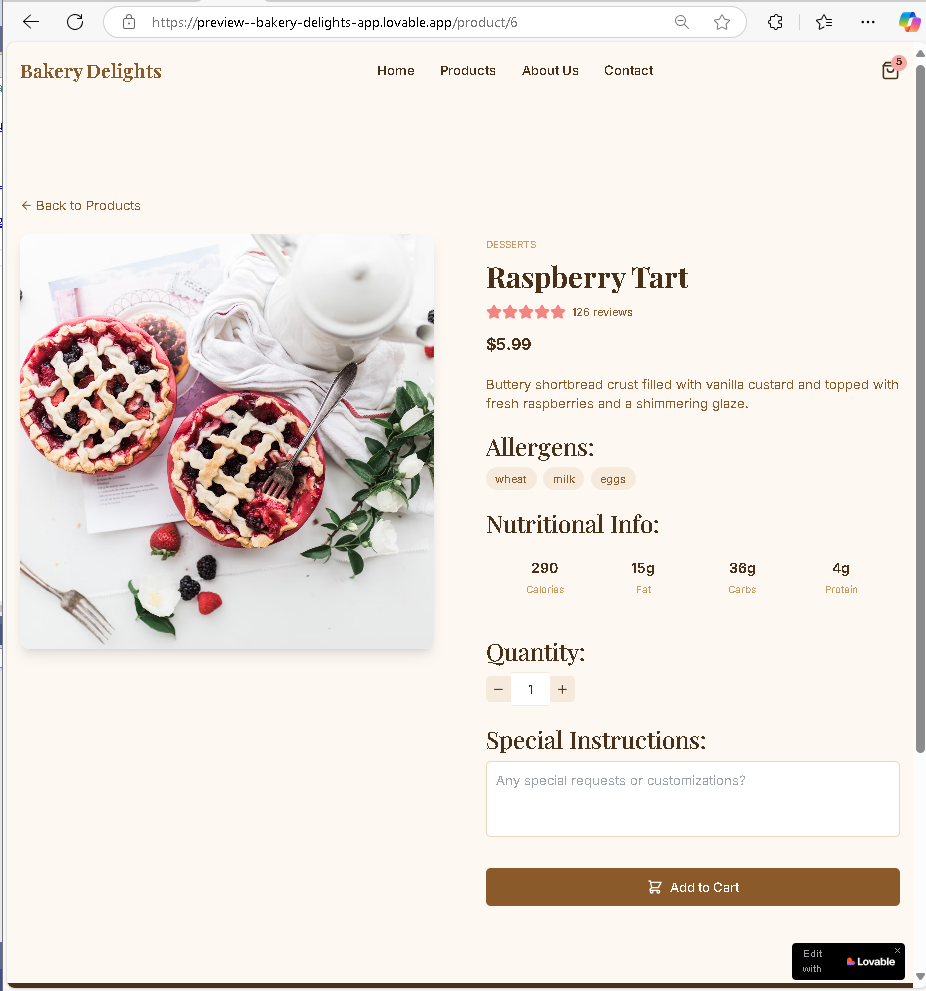 https://preview--bakery-delights-app.lovable.app/product/6
Bakery Delights
Home Products About Us Contact
5
← Back to Products
DESSERTS
Raspberry Tart
126 reviews
$5.99
Buttery shortbread crust filled with vanilla custard and topped with
fresh raspberries and a shimmering glaze.
Allergens:
wheat milk eggs
Nutritional Info:
290 15g 36g 4g
Calories Fat Carbs Protein
Quantity:
− 1 +
Special Instructions:
Any special requests or customizations?
Add to Cart
Edit
with
Lovable